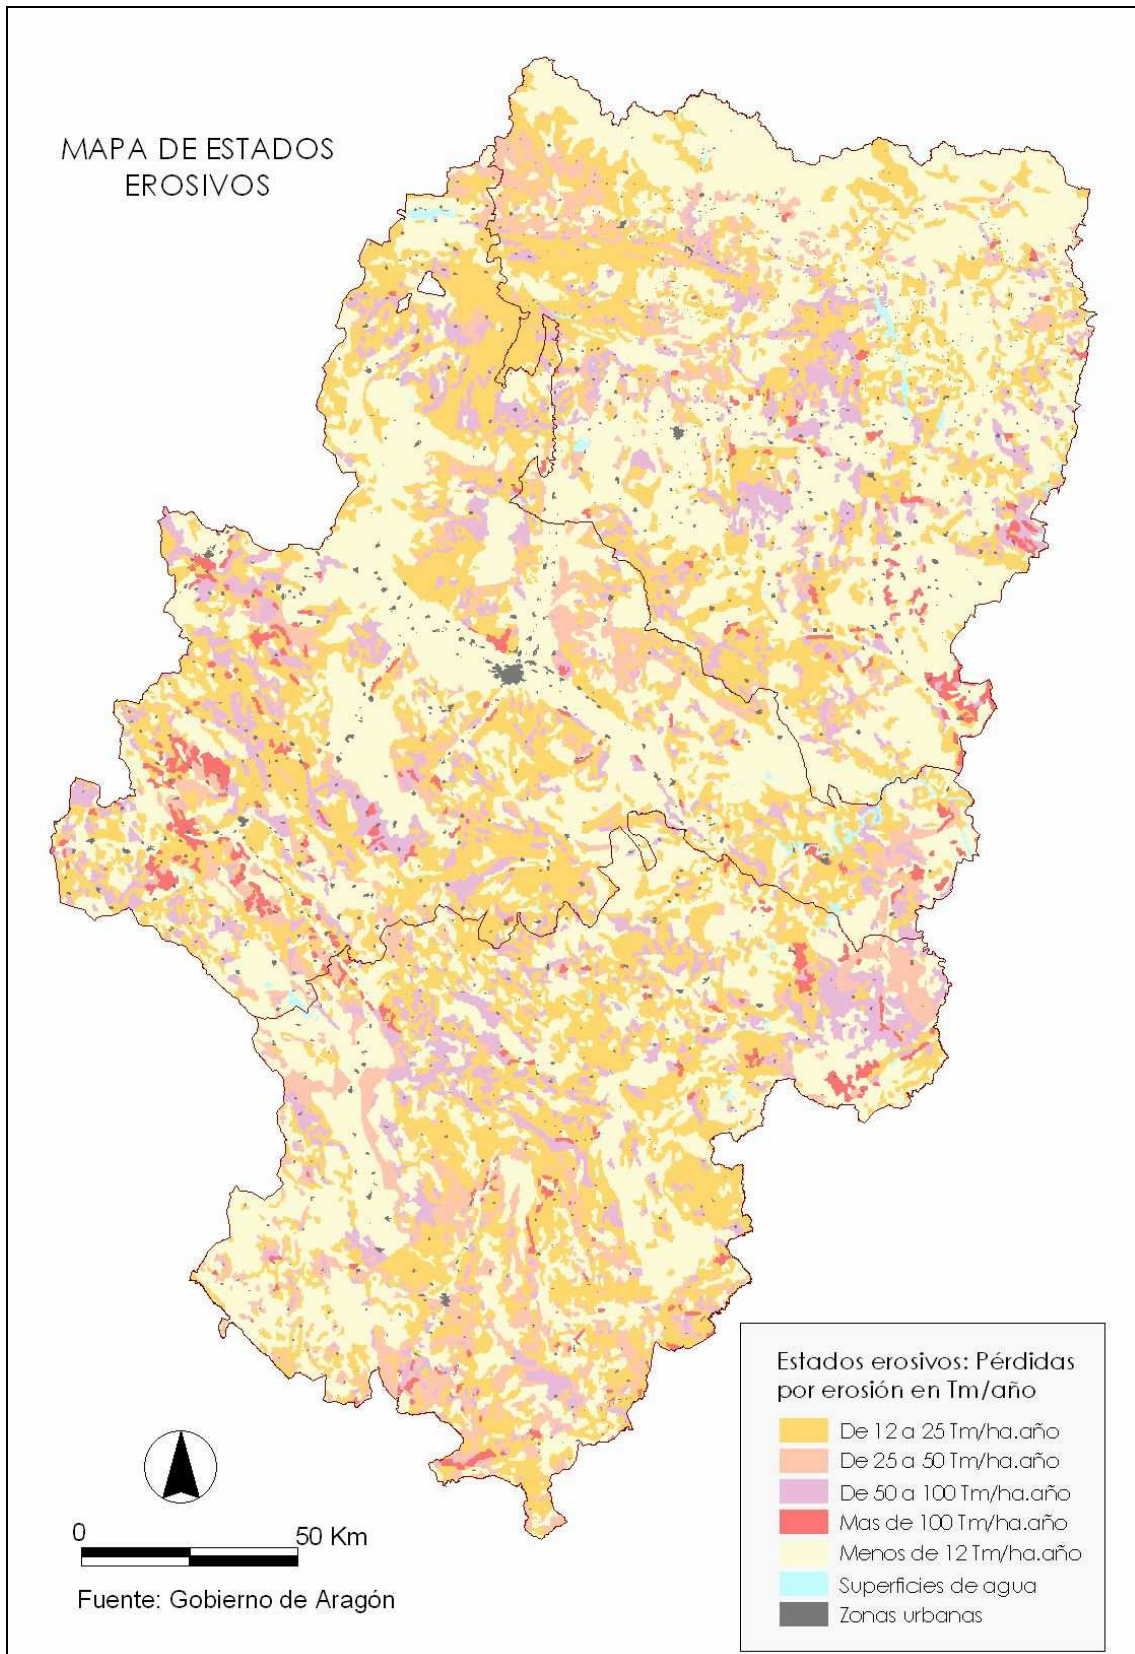 MAPA DE ESTADOS
EROSIVOS
Estados erosivos: Pérdidas
por erosión en Tm/año
De 12 a 25 Tm/ha.año
De 25 a 50 Tm/ha.año
De 50 a 100 Tm/ha.año
Mas de 100 Tm/ha.año
Menos de 12 Tm/ha.año
Superficies de agua
Zonas urbanas
0 50 Km
Fuente: Gobierno de Aragón